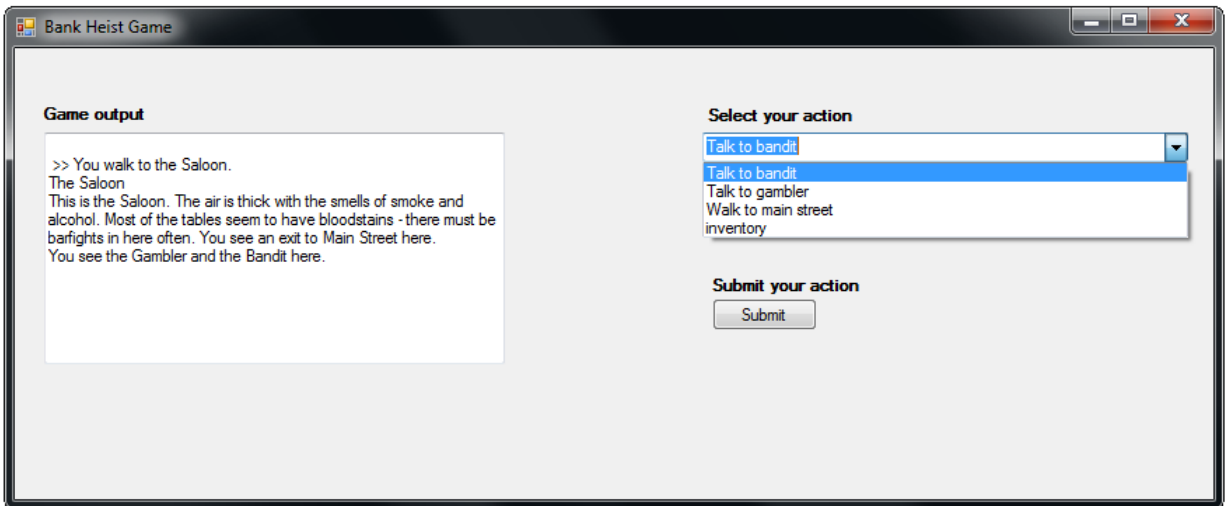 Bank Heist Game
Game output
>> You walk to the Saloon.
The Saloon
This is the Saloon. The air is thick with the smells of smoke and
alcohol. Most of the tables seem to have bloodstains - there must be
barfights in here often. You see an exit to Main Street here.
You see the Gambler and the Bandit here.
Select your action
Talk to bandit
Talk to bandit
Talk to gambler
Walk to main street
inventory
Submit your action
Submit